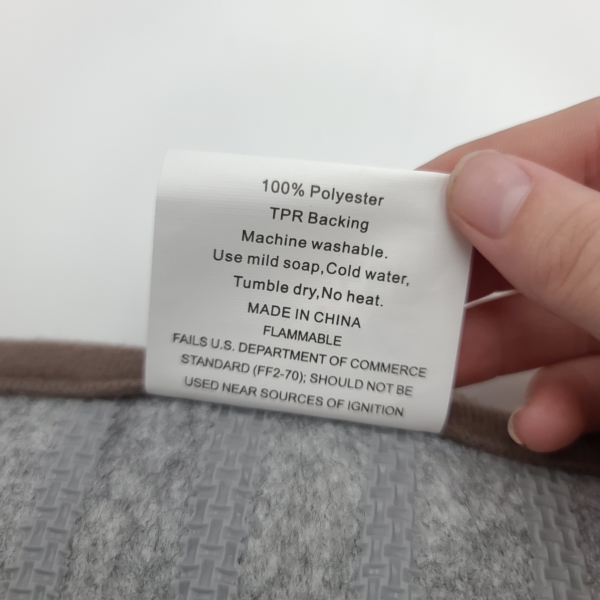 100% Polyester
TPR Backing
Machine washable.
Use mild soap,Cold water,
Tumble dry,No heat.
MADE IN CHINA
FLAMMABLE
FAILS U.S. DEPARTMENT OF COMMERCE
STANDARD (FF2-70); SHOULD NOT BE
USED NEAR SOURCES OF IGNITION